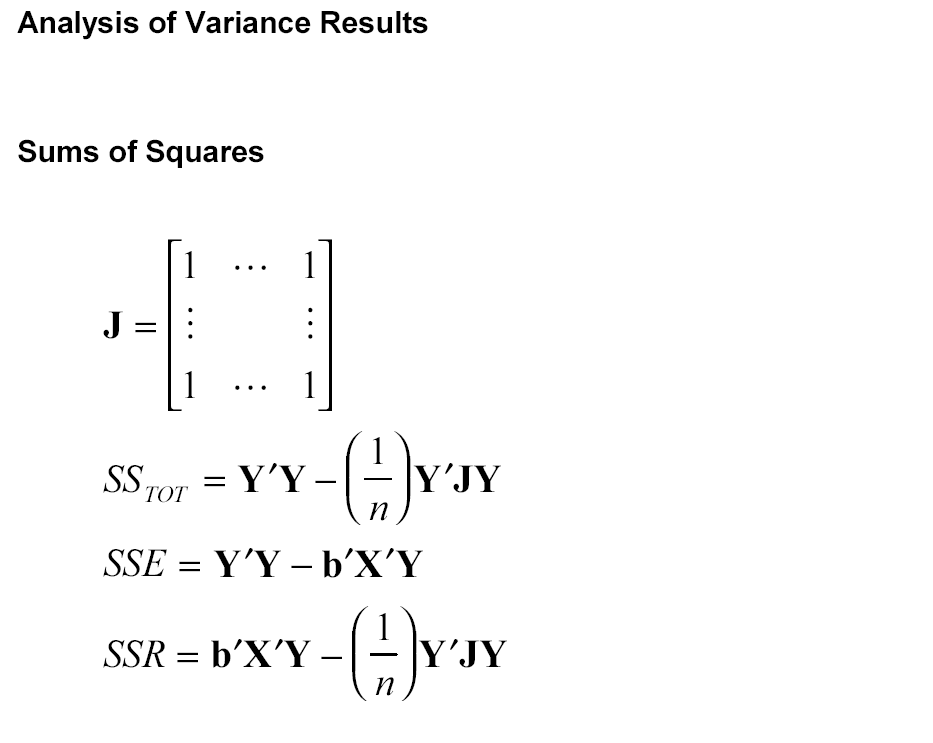 Analysis of Variance Results
Sums of Squares
J = [ 1 ⋯ 1
⋮ ⋮
1 ⋯ 1 ]
SS_TOT = Y′Y − (1/n) Y′JY
SSE = Y′Y − b′X′Y
SSR = b′X′Y − (1/n) Y′JY